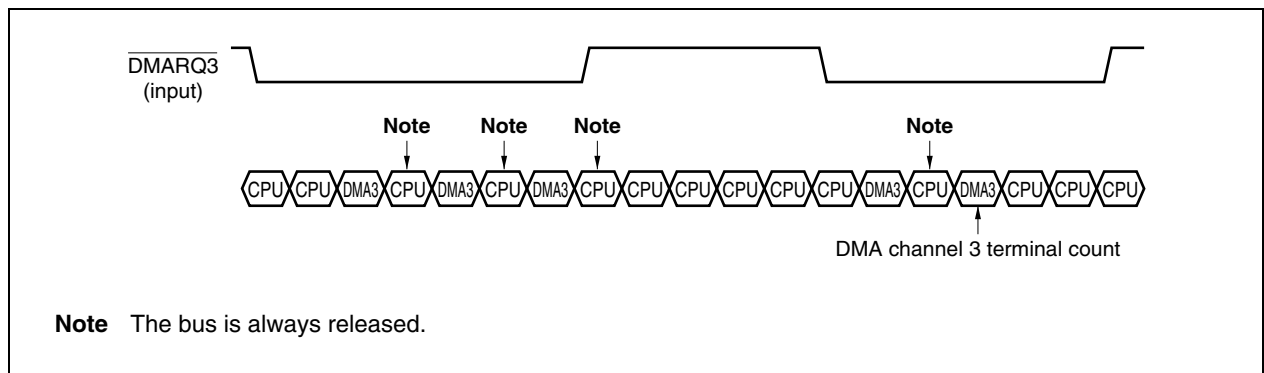 DMARQ3
(input)
Note Note Note Note
CPU CPU DMA3 CPU DMA3 CPU DMA3 CPU CPU CPU CPU CPU CPU DMA3 CPU DMA3 CPU CPU CPU
DMA channel 3 terminal count
Note The bus is always released.